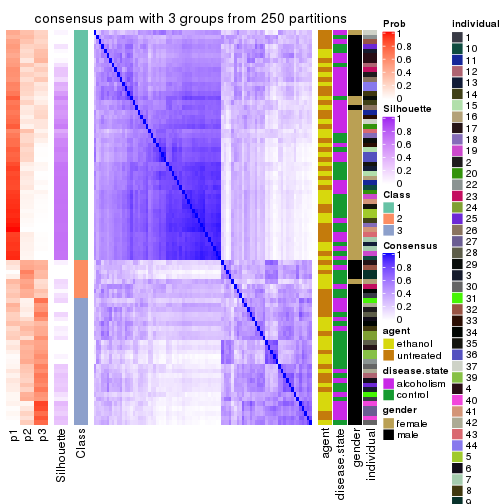 consensus pam with 3 groups from 250 partitions
p1
p2
p3
Silhouette
Class
agent
disease.state
gender
individual
Prob
1
0.8
0.6
0.4
0.2
0
Silhouette
1
0.8
0.6
0.4
0.2
0
Class
1
2
3
Consensus
1
0.8
0.6
0.4
0.2
0
agent
ethanol
untreated
disease.state
alcoholism
control
gender
female
male
individual
1
10
11
12
13
14
15
16
17
18
19
2
20
22
23
24
25
26
27
28
29
3
30
31
32
33
34
35
36
37
39
4
40
41
42
43
44
5
6
7
8
9